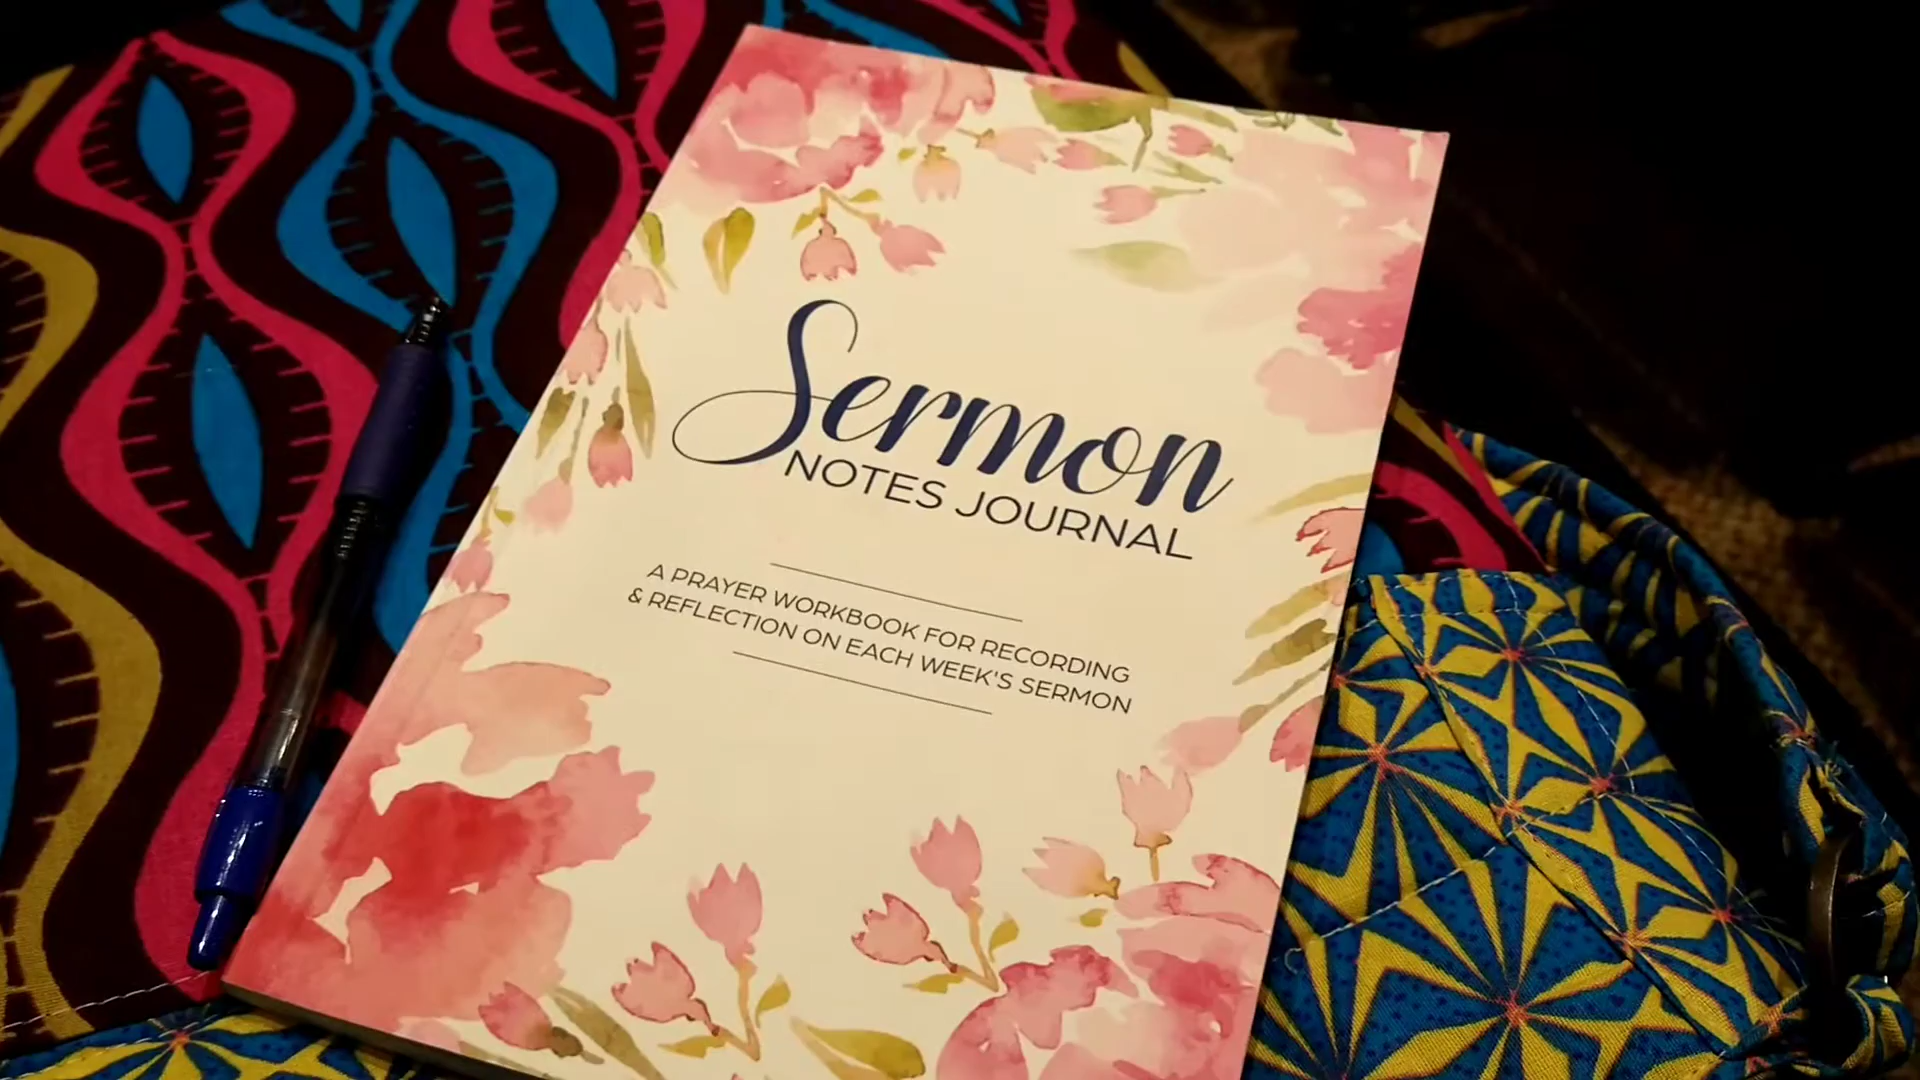 Sermon
NOTES JOURNAL
A PRAYER WORKBOOK FOR RECORDING
& REFLECTION ON EACH WEEK'S SERMON